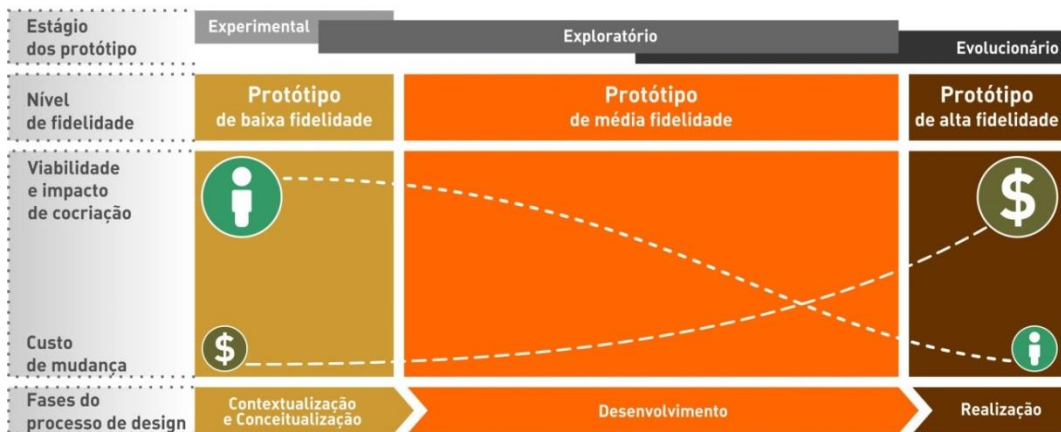 Estágio
dos protótipo
Experimental
Exploratório
Evolucionário
Nível
de fidelidade
Protótipo
de baixa fidelidade
Protótipo
de média fidelidade
Protótipo
de alta fidelidade
Viabilidade
e impacto
de cocriação
$
Custo
de mudança
$
Fases do
processo de design
Contextualização
e Conceitualização
Desenvolvimento
Realização